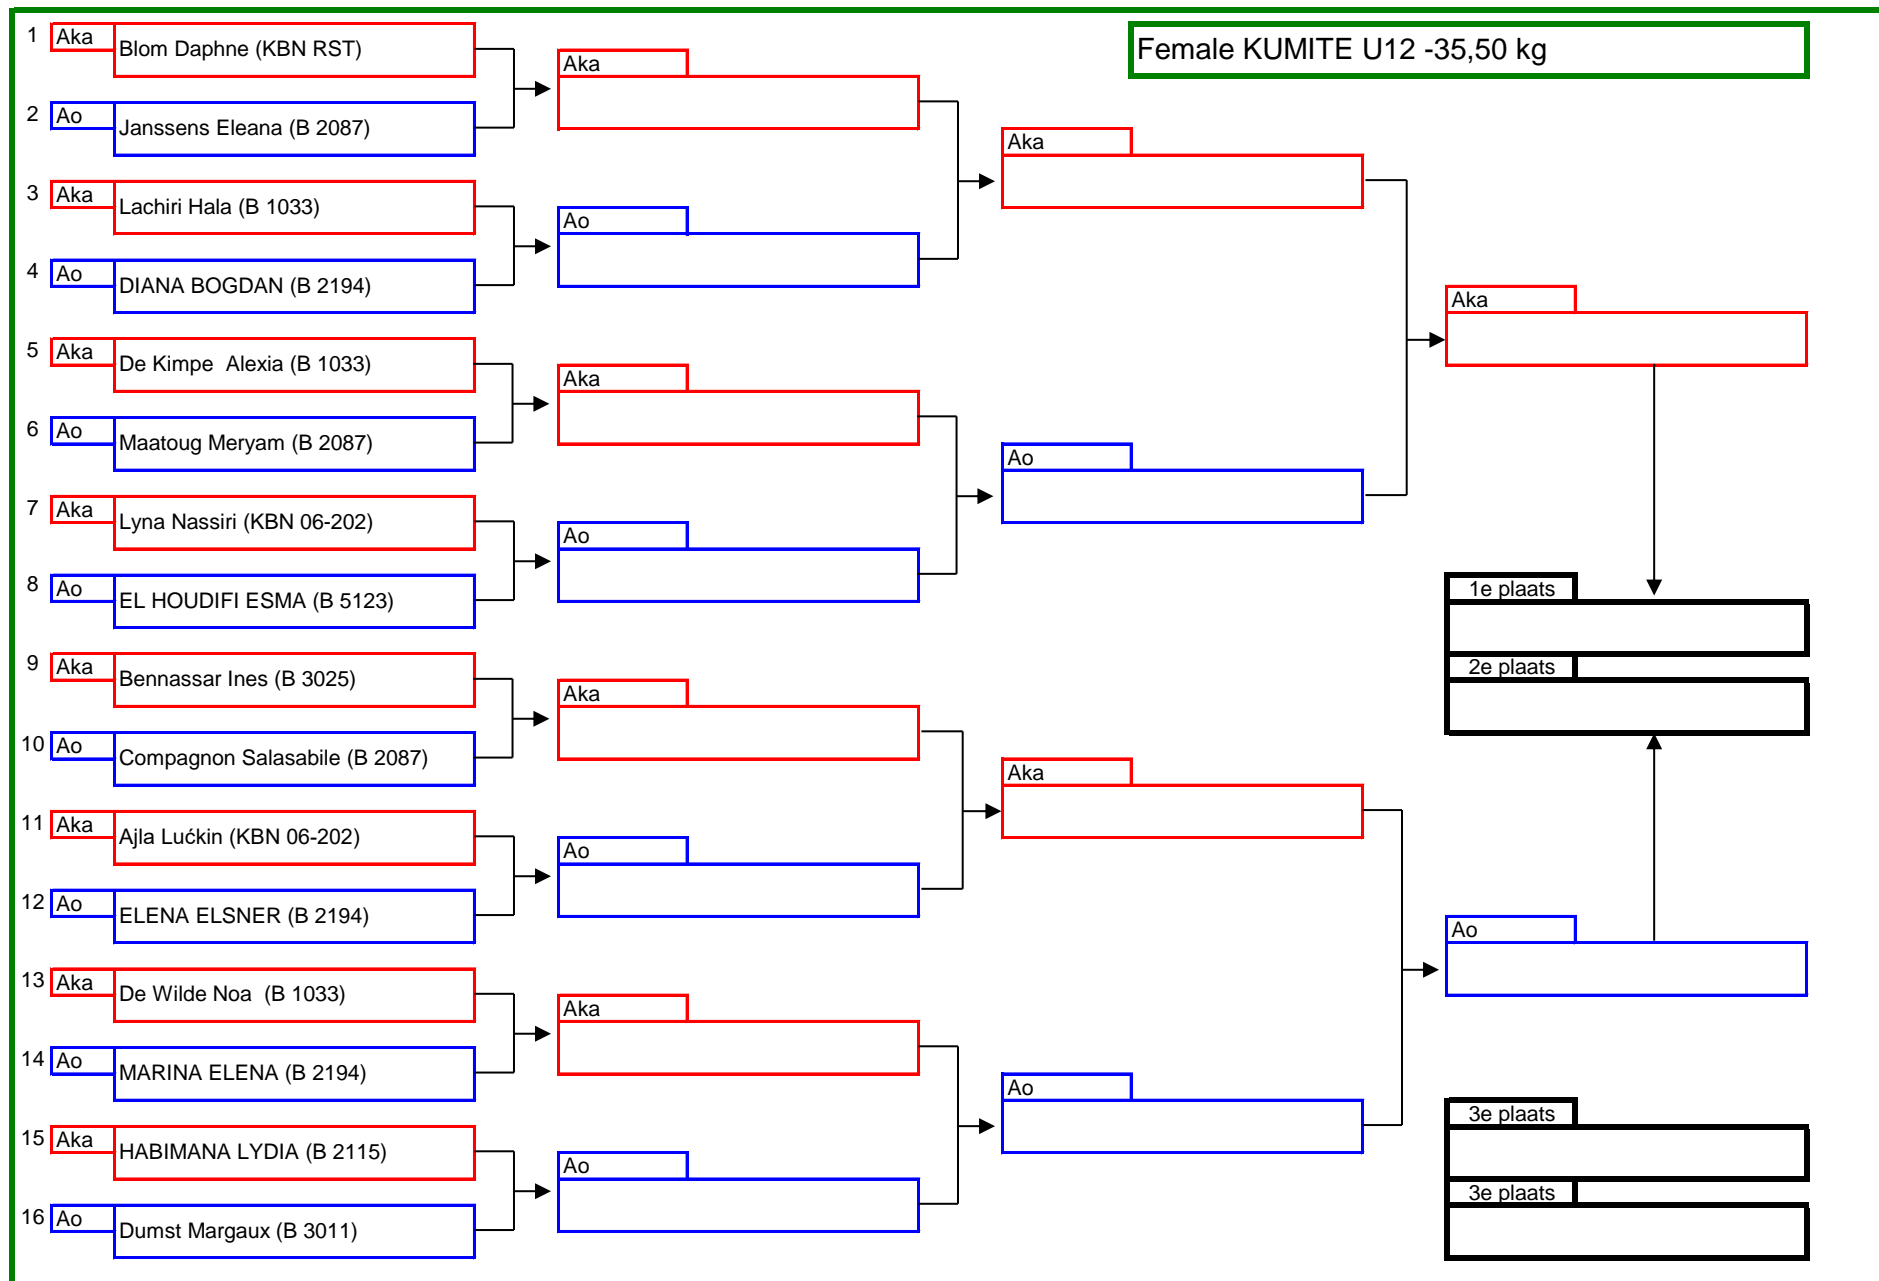 Female KUMITE U12 -35,50 kg
1 Aka Blom Daphne (KBN RST)
2 Ao Janssens Eleana (B 2087)
3 Aka Lachiri Hala (B 1033)
4 Ao DIANA BOGDAN (B 2194)
5 Aka De Kimpe  Alexia (B 1033)
6 Ao Maatoug Meryam (B 2087)
7 Aka Lyna Nassiri (KBN 06-202)
8 Ao EL HOUDIFI ESMA (B 5123)
9 Aka Bennassar Ines (B 3025)
10 Ao Compagnon Salasabile (B 2087)
11 Aka Ajla Lućkin (KBN 06-202)
12 Ao ELENA ELSNER (B 2194)
13 Aka De Wilde Noa  (B 1033)
14 Ao MARINA ELENA (B 2194)
15 Aka HABIMANA LYDIA (B 2115)
16 Ao Dumst Margaux (B 3011)
Aka
Ao
Aka
Ao
Aka
Ao
Aka
Ao
Aka
Ao
Aka
Ao
Aka
Ao
1e plaats
2e plaats
3e plaats
3e plaats